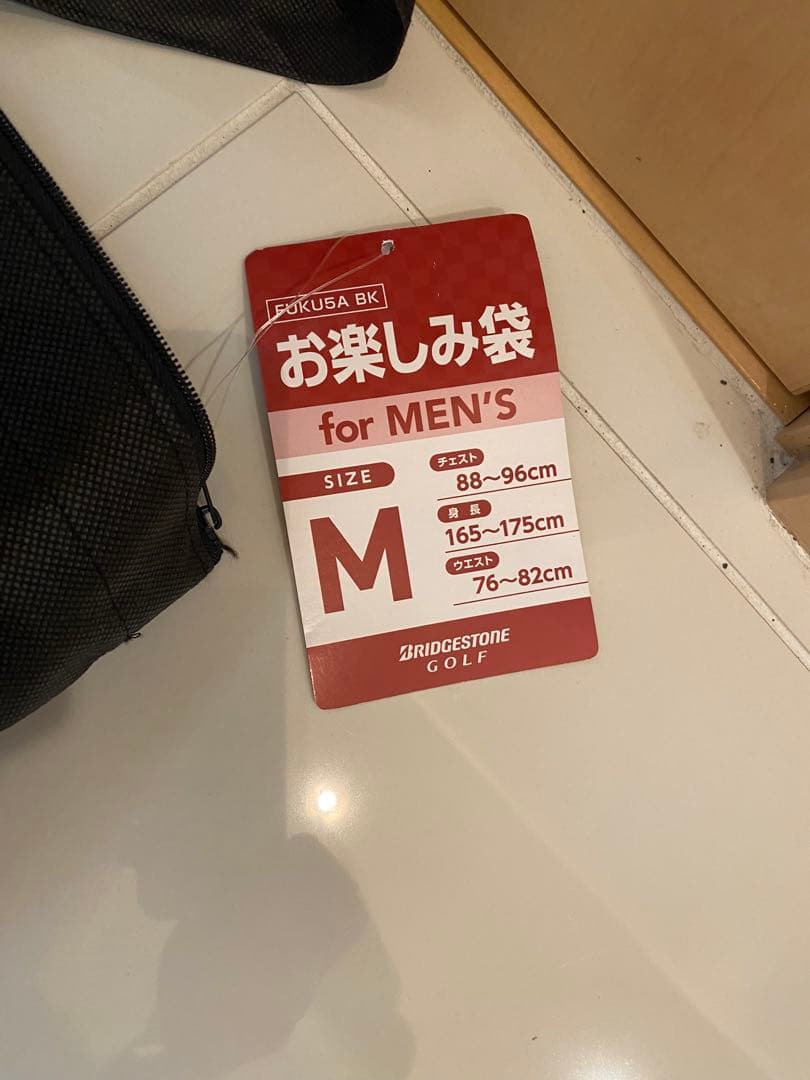 FUKU5A BK
お楽しみ袋
for MEN'S
SIZE
M
チェスト
88～96cm
身長
165～175cm
ウエスト
76～82cm
BRIDGESTONE
GOLF